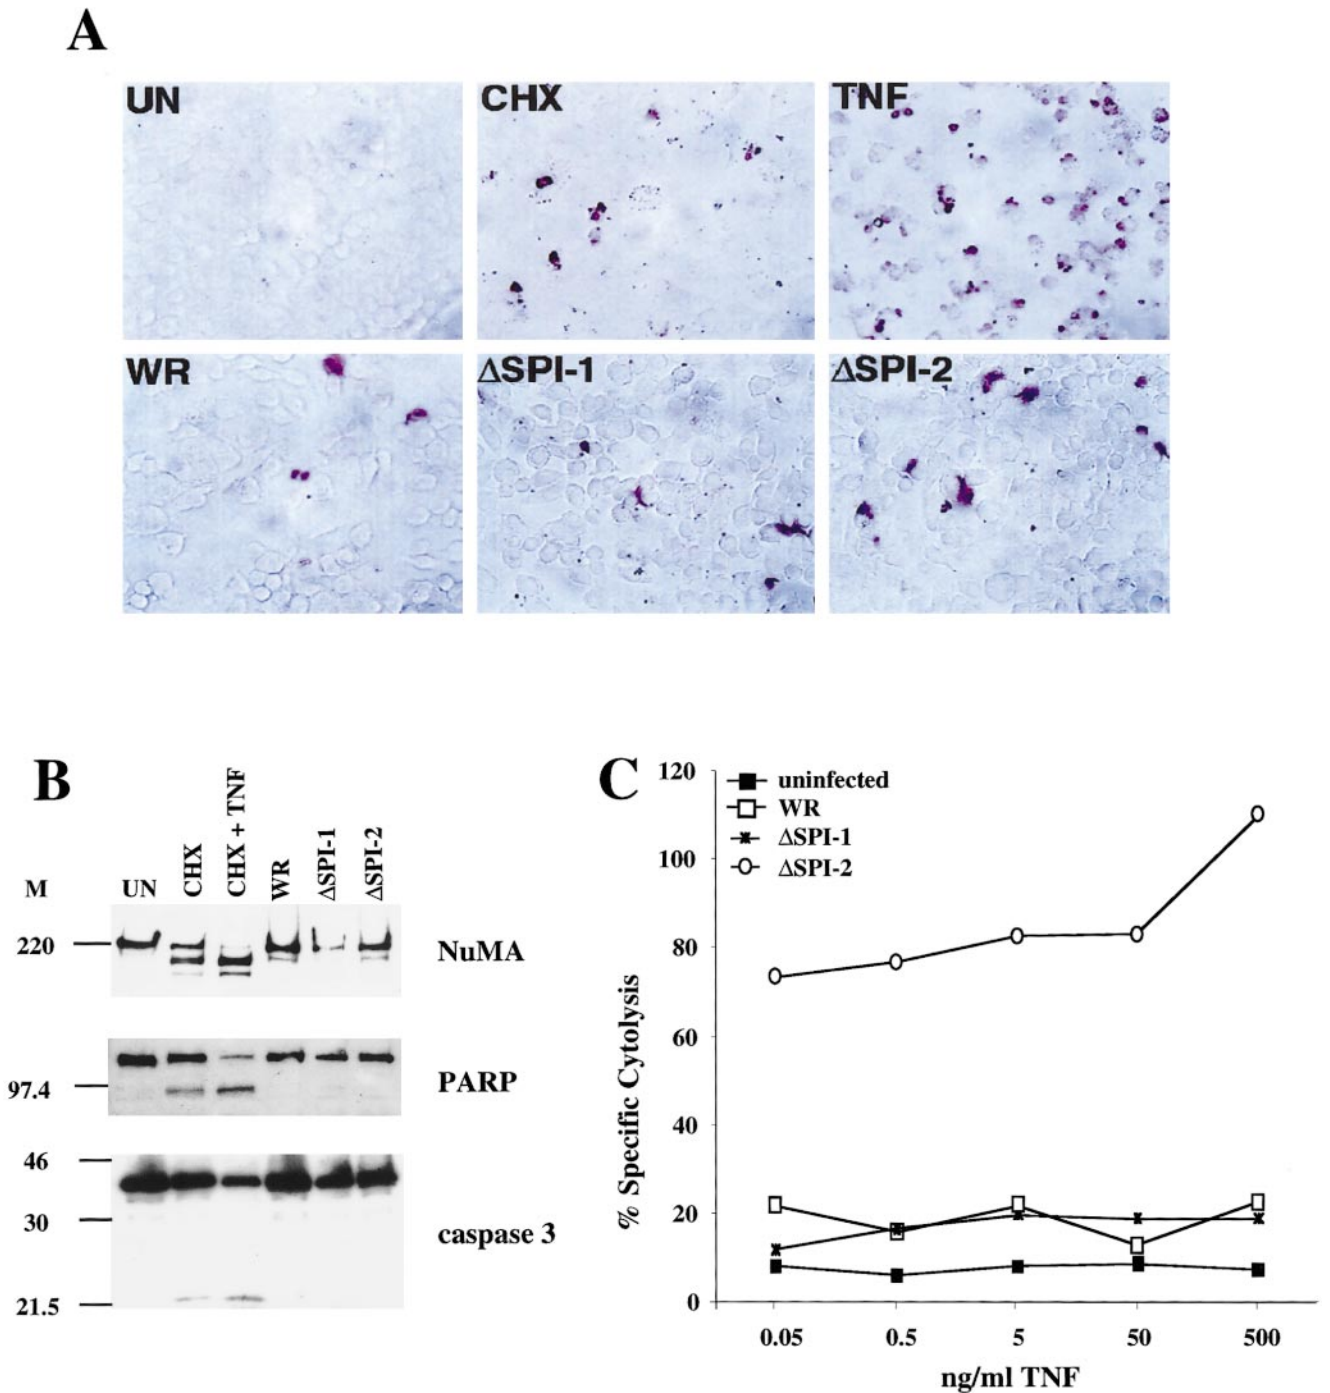 A
UN
CHX
TNF
WR
ΔSPI-1
ΔSPI-2
B
M
UN
CHX
CHX + TNF
WR
ΔSPI-1
ΔSPI-2
220
NuMA
97.4
PARP
46
30
caspase 3
21.5
C
uninfected
WR
ΔSPI-1
ΔSPI-2
% Specific Cytolysis
120
100
80
60
40
20
0
0.05 0.5 5 50 500
ng/ml TNF